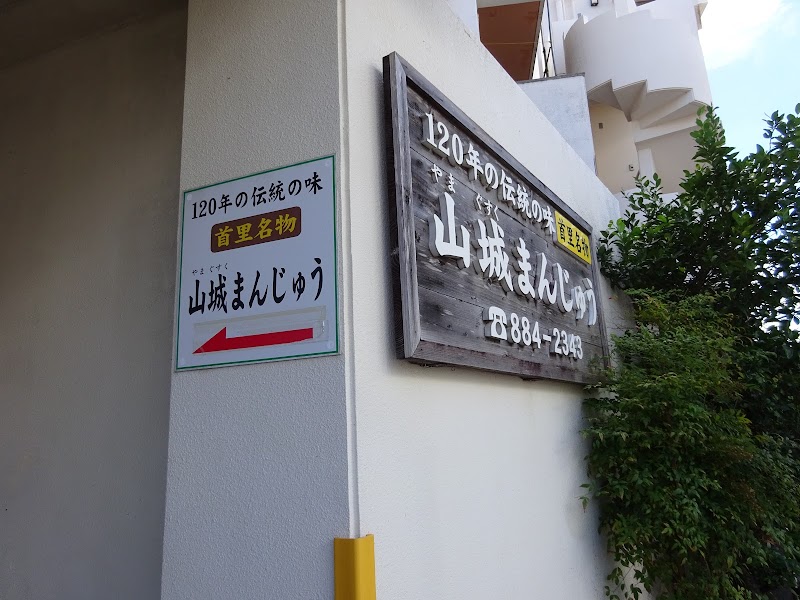 120年の伝統の味
首里名物
やまぐすく
山城まんじゅう
120年の伝統の味
首里名物
やま ぐすく
山城まんじゅう
☎884-2343